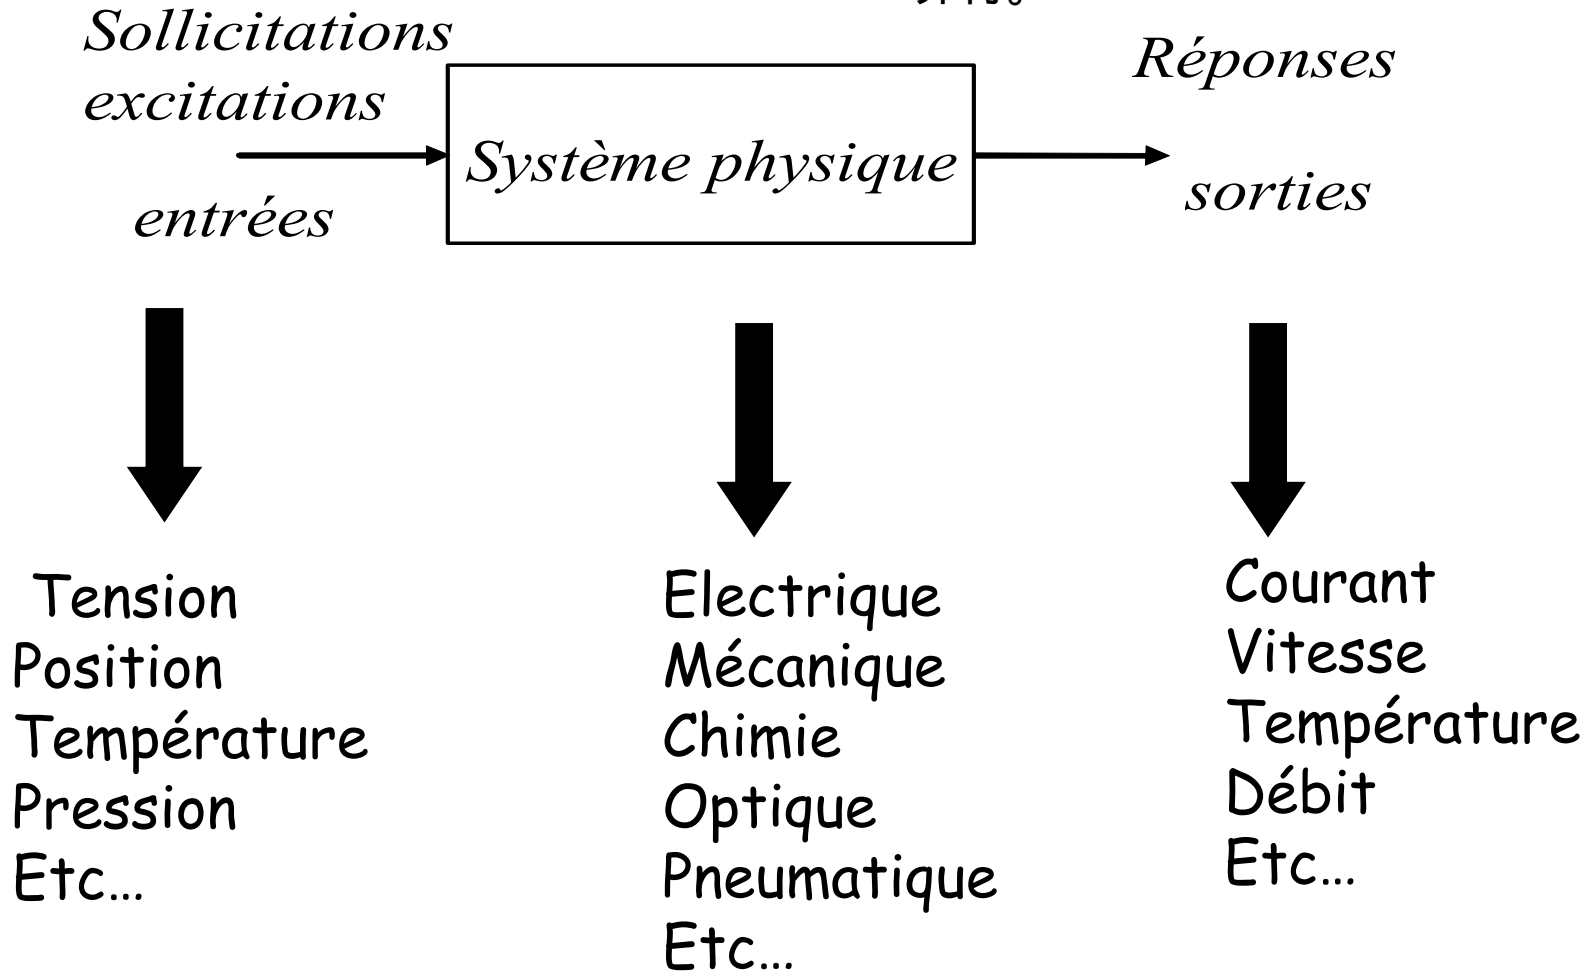 Sollicitations
excitations
entrées
Système physique
Réponses
sorties
Tension
Position
Température
Pression
Etc...
Electrique
Mécanique
Chimie
Optique
Pneumatique
Etc...
Courant
Vitesse
Température
Débit
Etc...